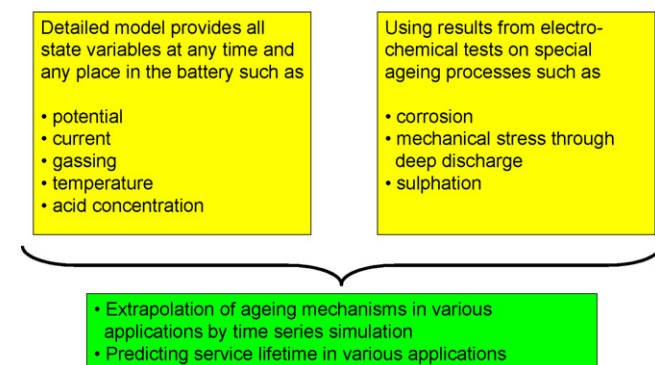 Detailed model provides all
state variables at any time and
any place in the battery such as
• potential
• current
• gassing
• temperature
• acid concentration
Using results from electro-
chemical tests on special
ageing processes such as
• corrosion
• mechanical stress through
deep discharge
• sulphation
• Extrapolation of ageing mechanisms in various
applications by time series simulation
• Predicting service lifetime in various applications